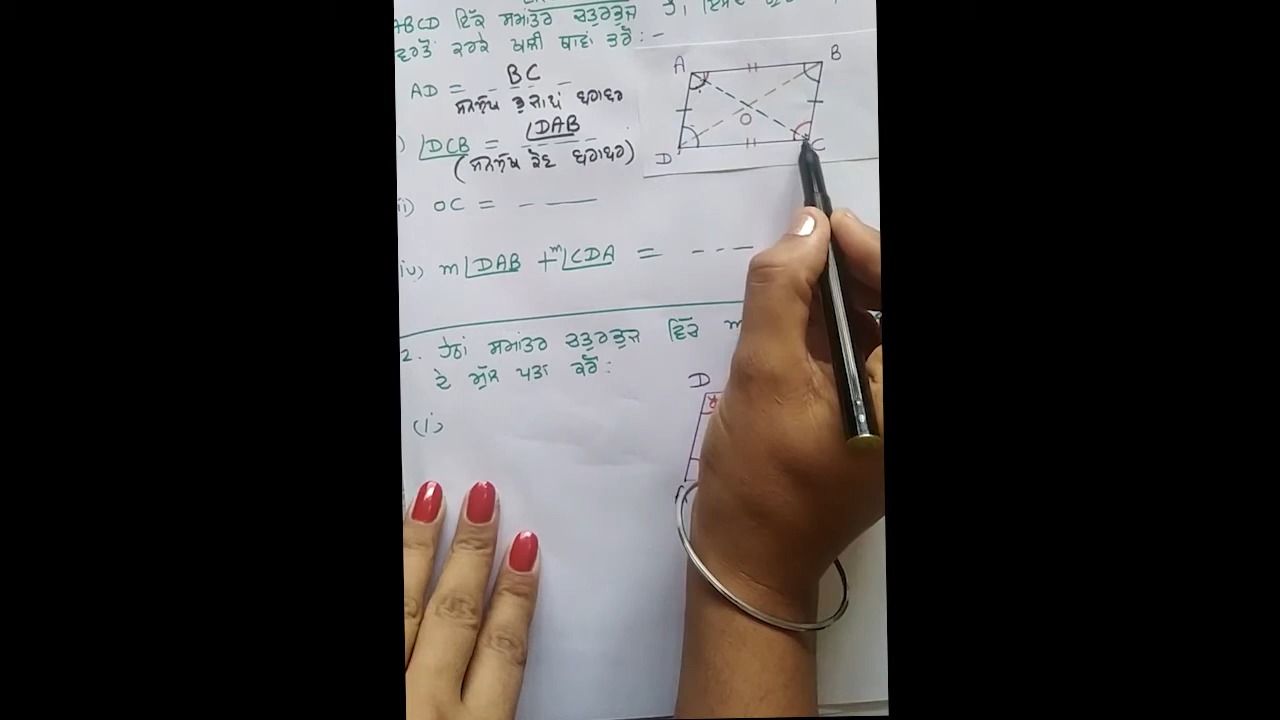 ABCD ਇੱਕ ਸਮਾਂਤਰ ਚਤੁਰਭੁਜ ਹੈ।
ਵਰਤੋਂ ਕਰਕੇ ਖਾਲੀ ਥਾਵਾਂ ਭਰੋ:-
AD = BC
ਸਨਮੁੱਖ ਭੁਜਾਵਾਂ ਬਰਾਬਰ
) ∠DCB = ∠DAB
(ਸਨਮੁੱਖ ਕੋਣ ਬਰਾਬਰ)
ii) OC = - ——
iv) m∠DAB + m∠CDA = - - -
A
B
O
D
C
2. ਹੇਠਾਂ ਸਮਾਂਤਰ ਚਤੁਰਭੁਜ ਵਿੱਚ
ਦੇ ਮੁੱਲ ਪਤਾ ਕਰੋ:
(i)
D